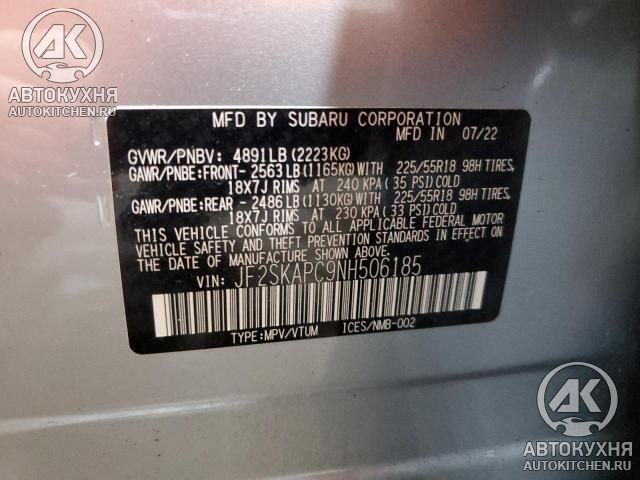 AK
АВТОКУХНЯ
AUTOKITCHEN.RU
MFD BY SUBARU CORPORATION
MFD IN 07/22
GVWR/PNBV: 4891LB(2223KG)
GAWR/PNBE:FRONT- 2563LB(1165KG)WITH 225/55R18 98H TIRES,
18X7J RIMS AT 240 KPA(35 PSI)COLD
GAWR/PNBE:REAR - 2486LB(1130KG)WITH 225/55R18 98H TIRES,
18X7J RIMS AT 230 KPA(33 PSI)COLD
THIS VEHICLE CONFORMS TO ALL APPLICABLE FEDERAL MOTOR
VEHICLE SAFETY AND THEFT PREVENTION STANDARDS IN EFFECT
ON THE DATE OF MANUFACTURE SHOWN ABOVE.
VIN: JF2SKAPC9NH506185
TYPE:MPV/VTUM ICES/NMB-002
AK
АВТОКУХНЯ
AUTOKITCHEN.RU